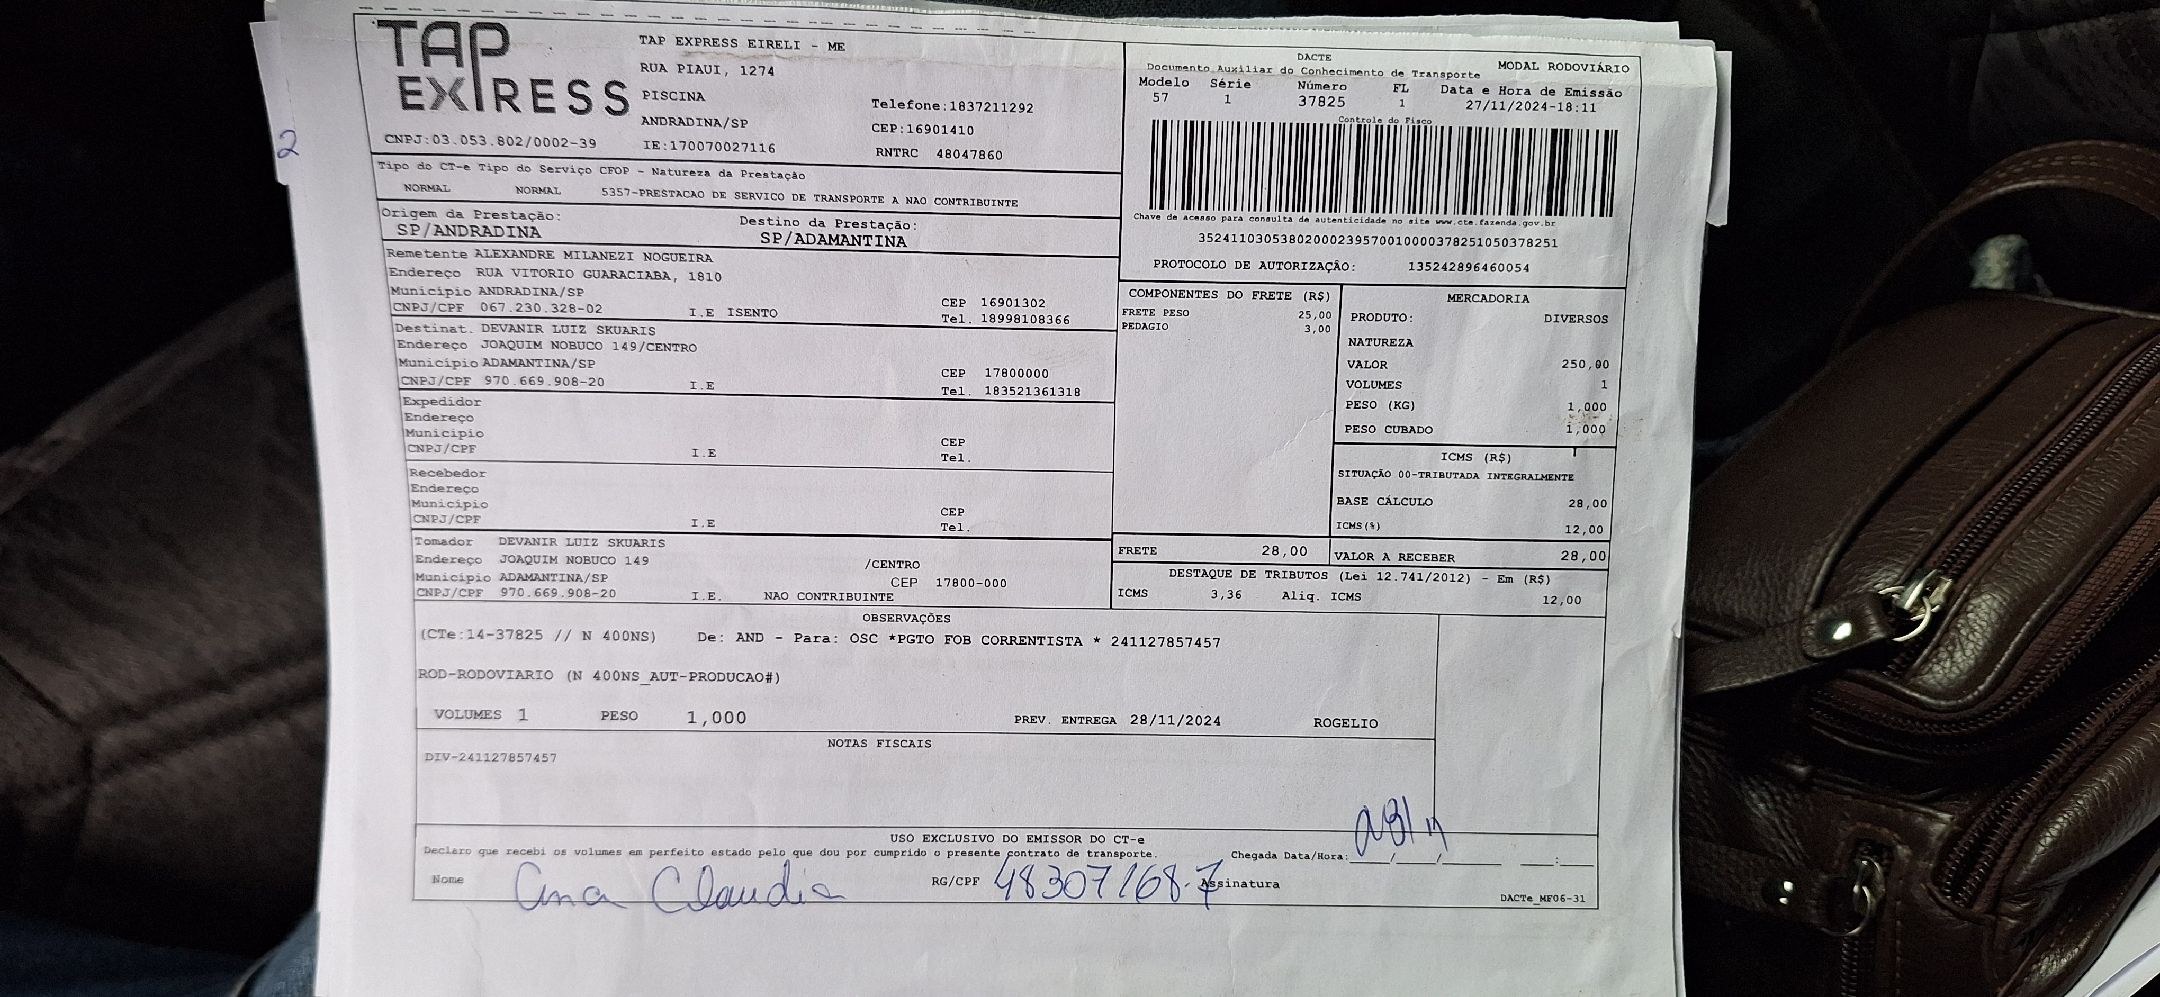 TAP EXPRESS
TAP EXPRESS EIRELI - ME
RUA PIAUI, 1274
PISCINA
Telefone:1837211292
ANDRADINA/SP
CEP:16901410
CNPJ:03.053.802/0002-39
IE:170070027116
RNTRC 48047860
2
DACTE
Documento Auxiliar do Conhecimento de Transporte
MODAL RODOVIÁRIO
Modelo Série Número FL Data e Hora de Emissão
57 1 37825 1 27/11/2024-18:11
Controle do Fisco
Chave de acesso para consulta de autenticidade no site www.cte.fazenda.gov.br
35241103053802000239570010000378251050378251
PROTOCOLO DE AUTORIZAÇÃO: 135242896460054
Tipo do CT-e Tipo do Serviço CFOP - Natureza da Prestação
NORMAL NORMAL 5357-PRESTACAO DE SERVICO DE TRANSPORTE A NAO CONTRIBUINTE
Origem da Prestação: Destino da Prestação:
SP/ANDRADINA SP/ADAMANTINA
Remetente ALEXANDRE MILANEZI NOGUEIRA
Endereço RUA VITORIO GUARACIABA, 1810
Município ANDRADINA/SP CEP 16901302
CNPJ/CPF 067.230.328-02 I.E ISENTO Tel. 18998108366
Destinat. DEVANIR LUIZ SKUARIS
Endereço JOAQUIM NOBUCO 149/CENTRO
Município ADAMANTINA/SP CEP 17800000
CNPJ/CPF 970.669.908-20 I.E Tel. 183521361318
Expedidor
Endereço
Município CEP
CNPJ/CPF I.E Tel.
Recebedor
Endereço
Município CEP
CNPJ/CPF I.E Tel.
Tomador DEVANIR LUIZ SKUARIS
Endereço JOAQUIM NOBUCO 149 /CENTRO
Município ADAMANTINA/SP CEP 17800-000
CNPJ/CPF 970.669.908-20 I.E. NAO CONTRIBUINTE
COMPONENTES DO FRETE (R$)
FRETE PESO 25,00
PEDAGIO 3,00
FRETE 28,00
MERCADORIA
PRODUTO: DIVERSOS
NATUREZA
VALOR 250,00
VOLUMES 1
PESO (KG) 1,000
PESO CUBADO 1,000
ICMS (R$)
SITUAÇÃO 00-TRIBUTADA INTEGRALMENTE
BASE CÁLCULO 28,00
ICMS(%) 12,00
VALOR A RECEBER 28,00
DESTAQUE DE TRIBUTOS (Lei 12.741/2012) - Em (R$)
ICMS 3,36 Aliq. ICMS 12,00
OBSERVAÇÕES
(CTe:14-37825 // N 400NS) De: AND - Para: OSC *PGTO FOB CORRENTISTA * 241127857457
ROD-RODOVIARIO (N 400NS_AUT-PRODUCAO#)
VOLUMES 1 PESO 1,000 PREV. ENTREGA 28/11/2024 ROGELIO
NOTAS FISCAIS
DIV-241127857457
USO EXCLUSIVO DO EMISSOR DO CT-e
Declaro que recebi os volumes em perfeito estado pelo que dou por cumprido o presente contrato de transporte. Chegada Data/Hora: __/__/____ __:__
Nome Ana Claudia RG/CPF 48307168-7 Assinatura
DACTe_MF06-31